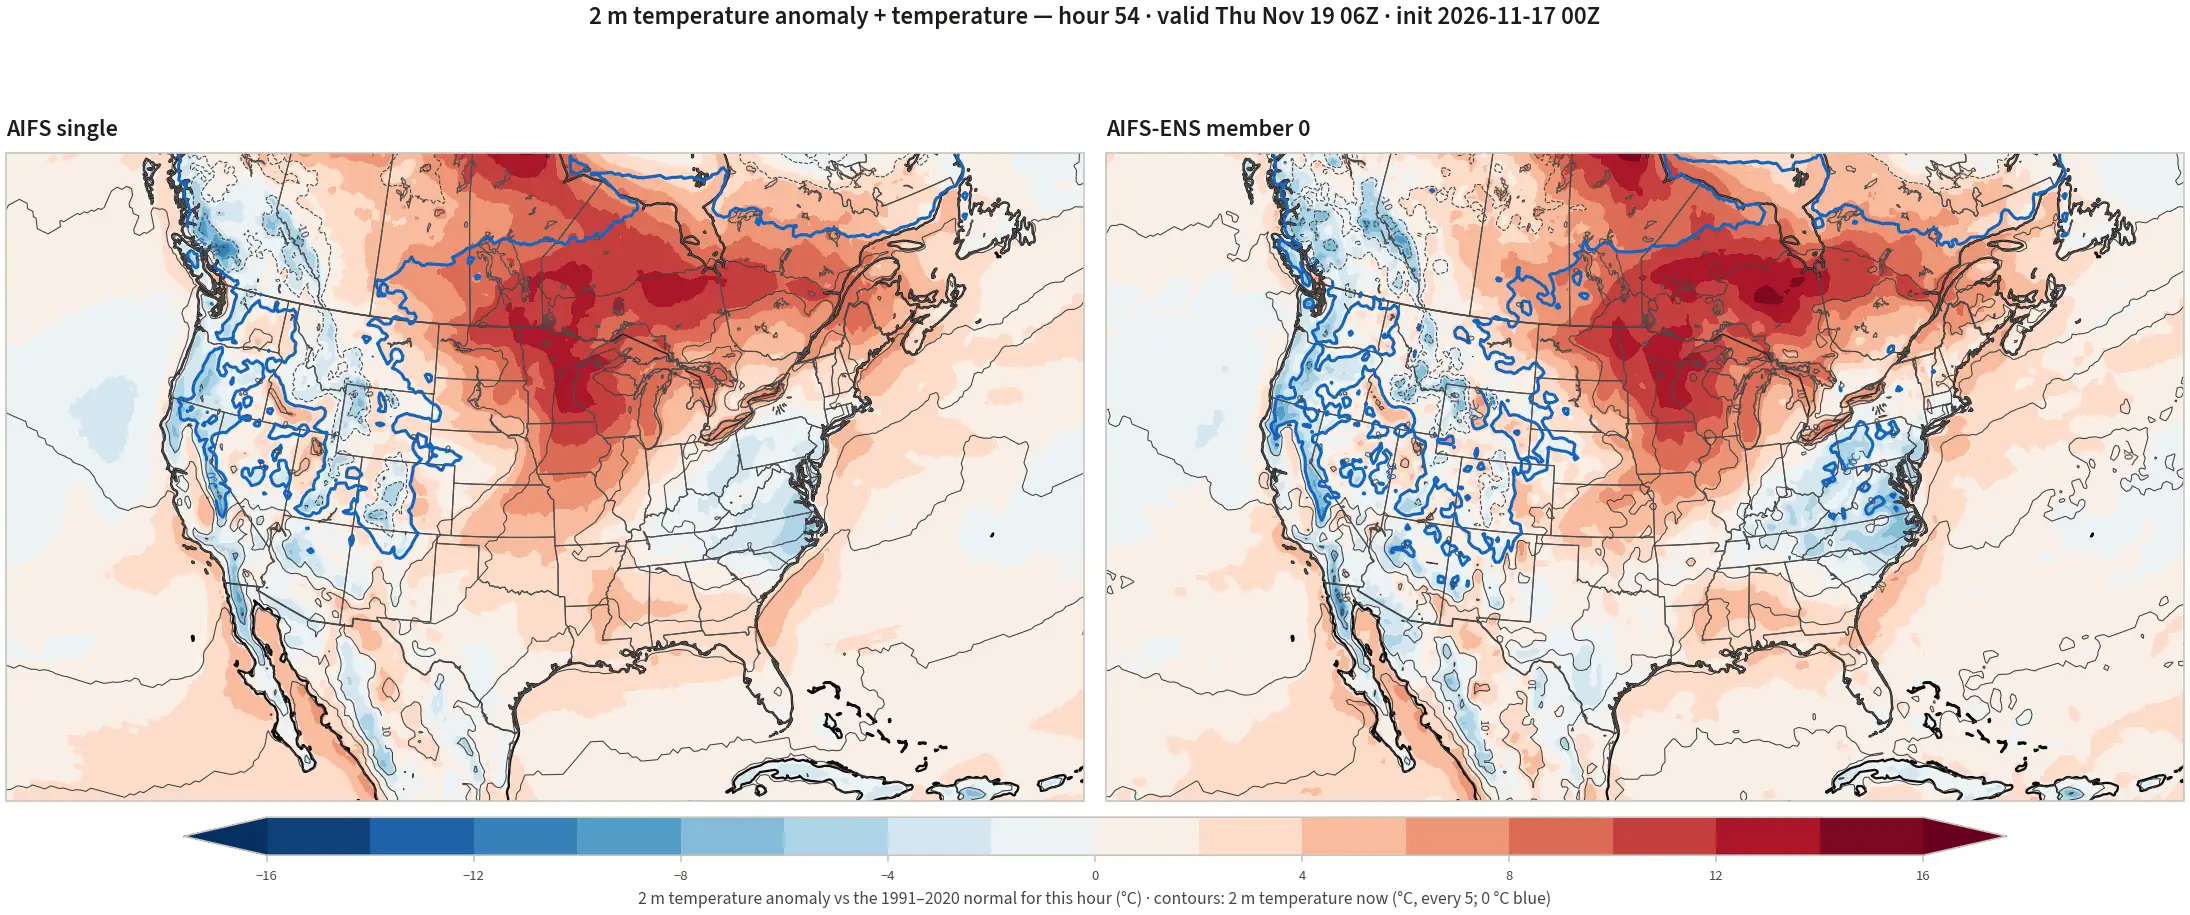 2 m temperature anomaly + temperature — hour 54 · valid Thu Nov 19 06Z · init 2026-11-17 00Z
AIFS single
AIFS-ENS member 0
−16 −12 −8 −4 0 4 8 12 16
2 m temperature anomaly vs the 1991–2020 normal for this hour (°C) · contours: 2 m temperature now (°C, every 5; 0 °C blue)